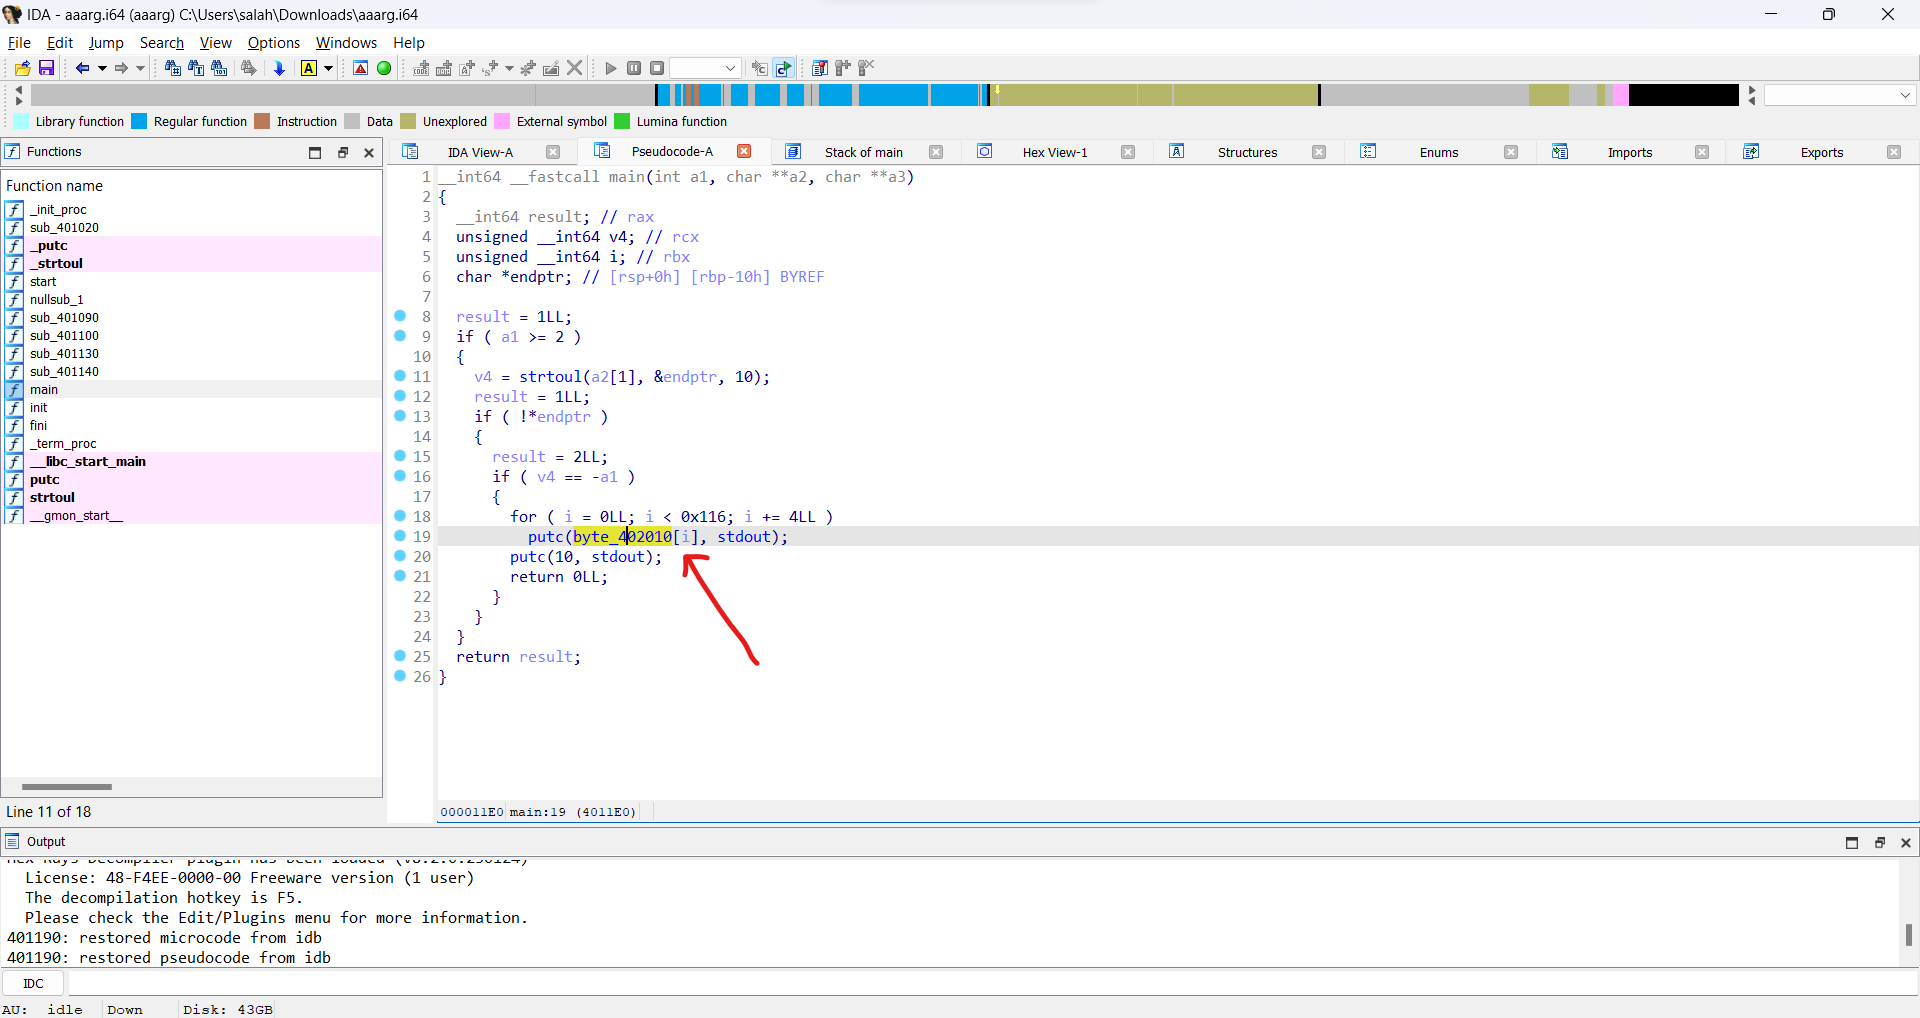 IDA - aaarg.i64 (aaarg) C:\Users\salah\Downloads\aaarg.i64
File Edit Jump Search View Options Windows Help
Library function Regular function Instruction Data Unexplored External symbol Lumina function
Functions
IDA View-A Pseudocode-A Stack of main Hex View-1 Structures Enums Imports Exports
Function name
_init_proc
sub_401020
_putc
_strtoul
start
nullsub_1
sub_401090
sub_401100
sub_401130
sub_401140
main
init
fini
_term_proc
__libc_start_main
putc
strtoul
__gmon_start__
Line 11 of 18
1 __int64 __fastcall main(int a1, char **a2, char **a3)
2 {
3 __int64 result; // rax
4 unsigned __int64 v4; // rcx
5 unsigned __int64 i; // rbx
6 char *endptr; // [rsp+0h] [rbp-10h] BYREF
7
8 result = 1LL;
9 if ( a1 >= 2 )
10 {
11 v4 = strtoul(a2[1], &endptr, 10);
12 result = 1LL;
13 if ( !*endptr )
14 {
15 result = 2LL;
16 if ( v4 == -a1 )
17 {
18 for ( i = 0LL; i < 0x116; i += 4LL )
19 putc(byte_402010[i], stdout);
20 putc(10, stdout);
21 return 0LL;
22 }
23 }
24 }
25 return result;
26 }
000011E0 main:19 (4011E0)
Output
License: 48-F4EE-0000-00 Freeware version (1 user)
The decompilation hotkey is F5.
Please check the Edit/Plugins menu for more information.
401190: restored microcode from idb
401190: restored pseudocode from idb
IDC
AU: idle Down Disk: 43GB